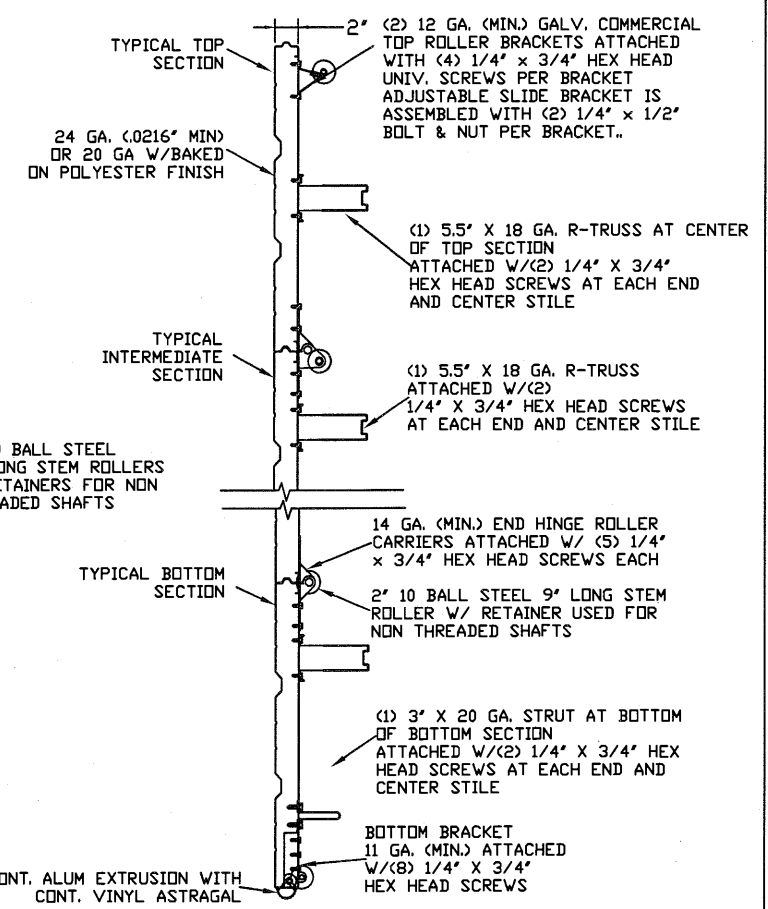 2"
(2) 12 GA. (MIN.) GALV. COMMERCIAL
TOP ROLLER BRACKETS ATTACHED
WITH (4) 1/4" x 3/4" HEX HEAD
UNIV. SCREWS PER BRACKET
ADJUSTABLE SLIDE BRACKET IS
ASSEMBLED WITH (2) 1/4" x 1/2"
BOLT & NUT PER BRACKET..
TYPICAL TOP
SECTION
24 GA. (.0216" MIN)
OR 20 GA W/BAKED
ON POLYESTER FINISH
(1) 5.5" X 18 GA. R-TRUSS AT CENTER
OF TOP SECTION
ATTACHED W/(2) 1/4" X 3/4"
HEX HEAD SCREWS AT EACH END
AND CENTER STILE
TYPICAL
INTERMEDIATE
SECTION
(1) 5.5" X 18 GA. R-TRUSS
ATTACHED W/(2)
1/4" X 3/4" HEX HEAD SCREWS
AT EACH END AND CENTER STILE
BALL STEEL
ONG STEM ROLLERS
ETAINERS FOR NON
ADED SHAFTS
14 GA. (MIN.) END HINGE ROLLER
CARRIERS ATTACHED W/ (5) 1/4"
x 3/4" HEX HEAD SCREWS EACH
TYPICAL BOTTOM
SECTION
2" 10 BALL STEEL 9" LONG STEM
ROLLER W/ RETAINER USED FOR
NON THREADED SHAFTS
(1) 3" X 20 GA. STRUT AT BOTTOM
OF BOTTOM SECTION
ATTACHED W/(2) 1/4" X 3/4" HEX
HEAD SCREWS AT EACH END AND
CENTER STILE
BOTTOM BRACKET
11 GA. (MIN.) ATTACHED
W/(8) 1/4" X 3/4"
HEX HEAD SCREWS
ONT. ALUM EXTRUSION WITH
CONT. VINYL ASTRAGAL